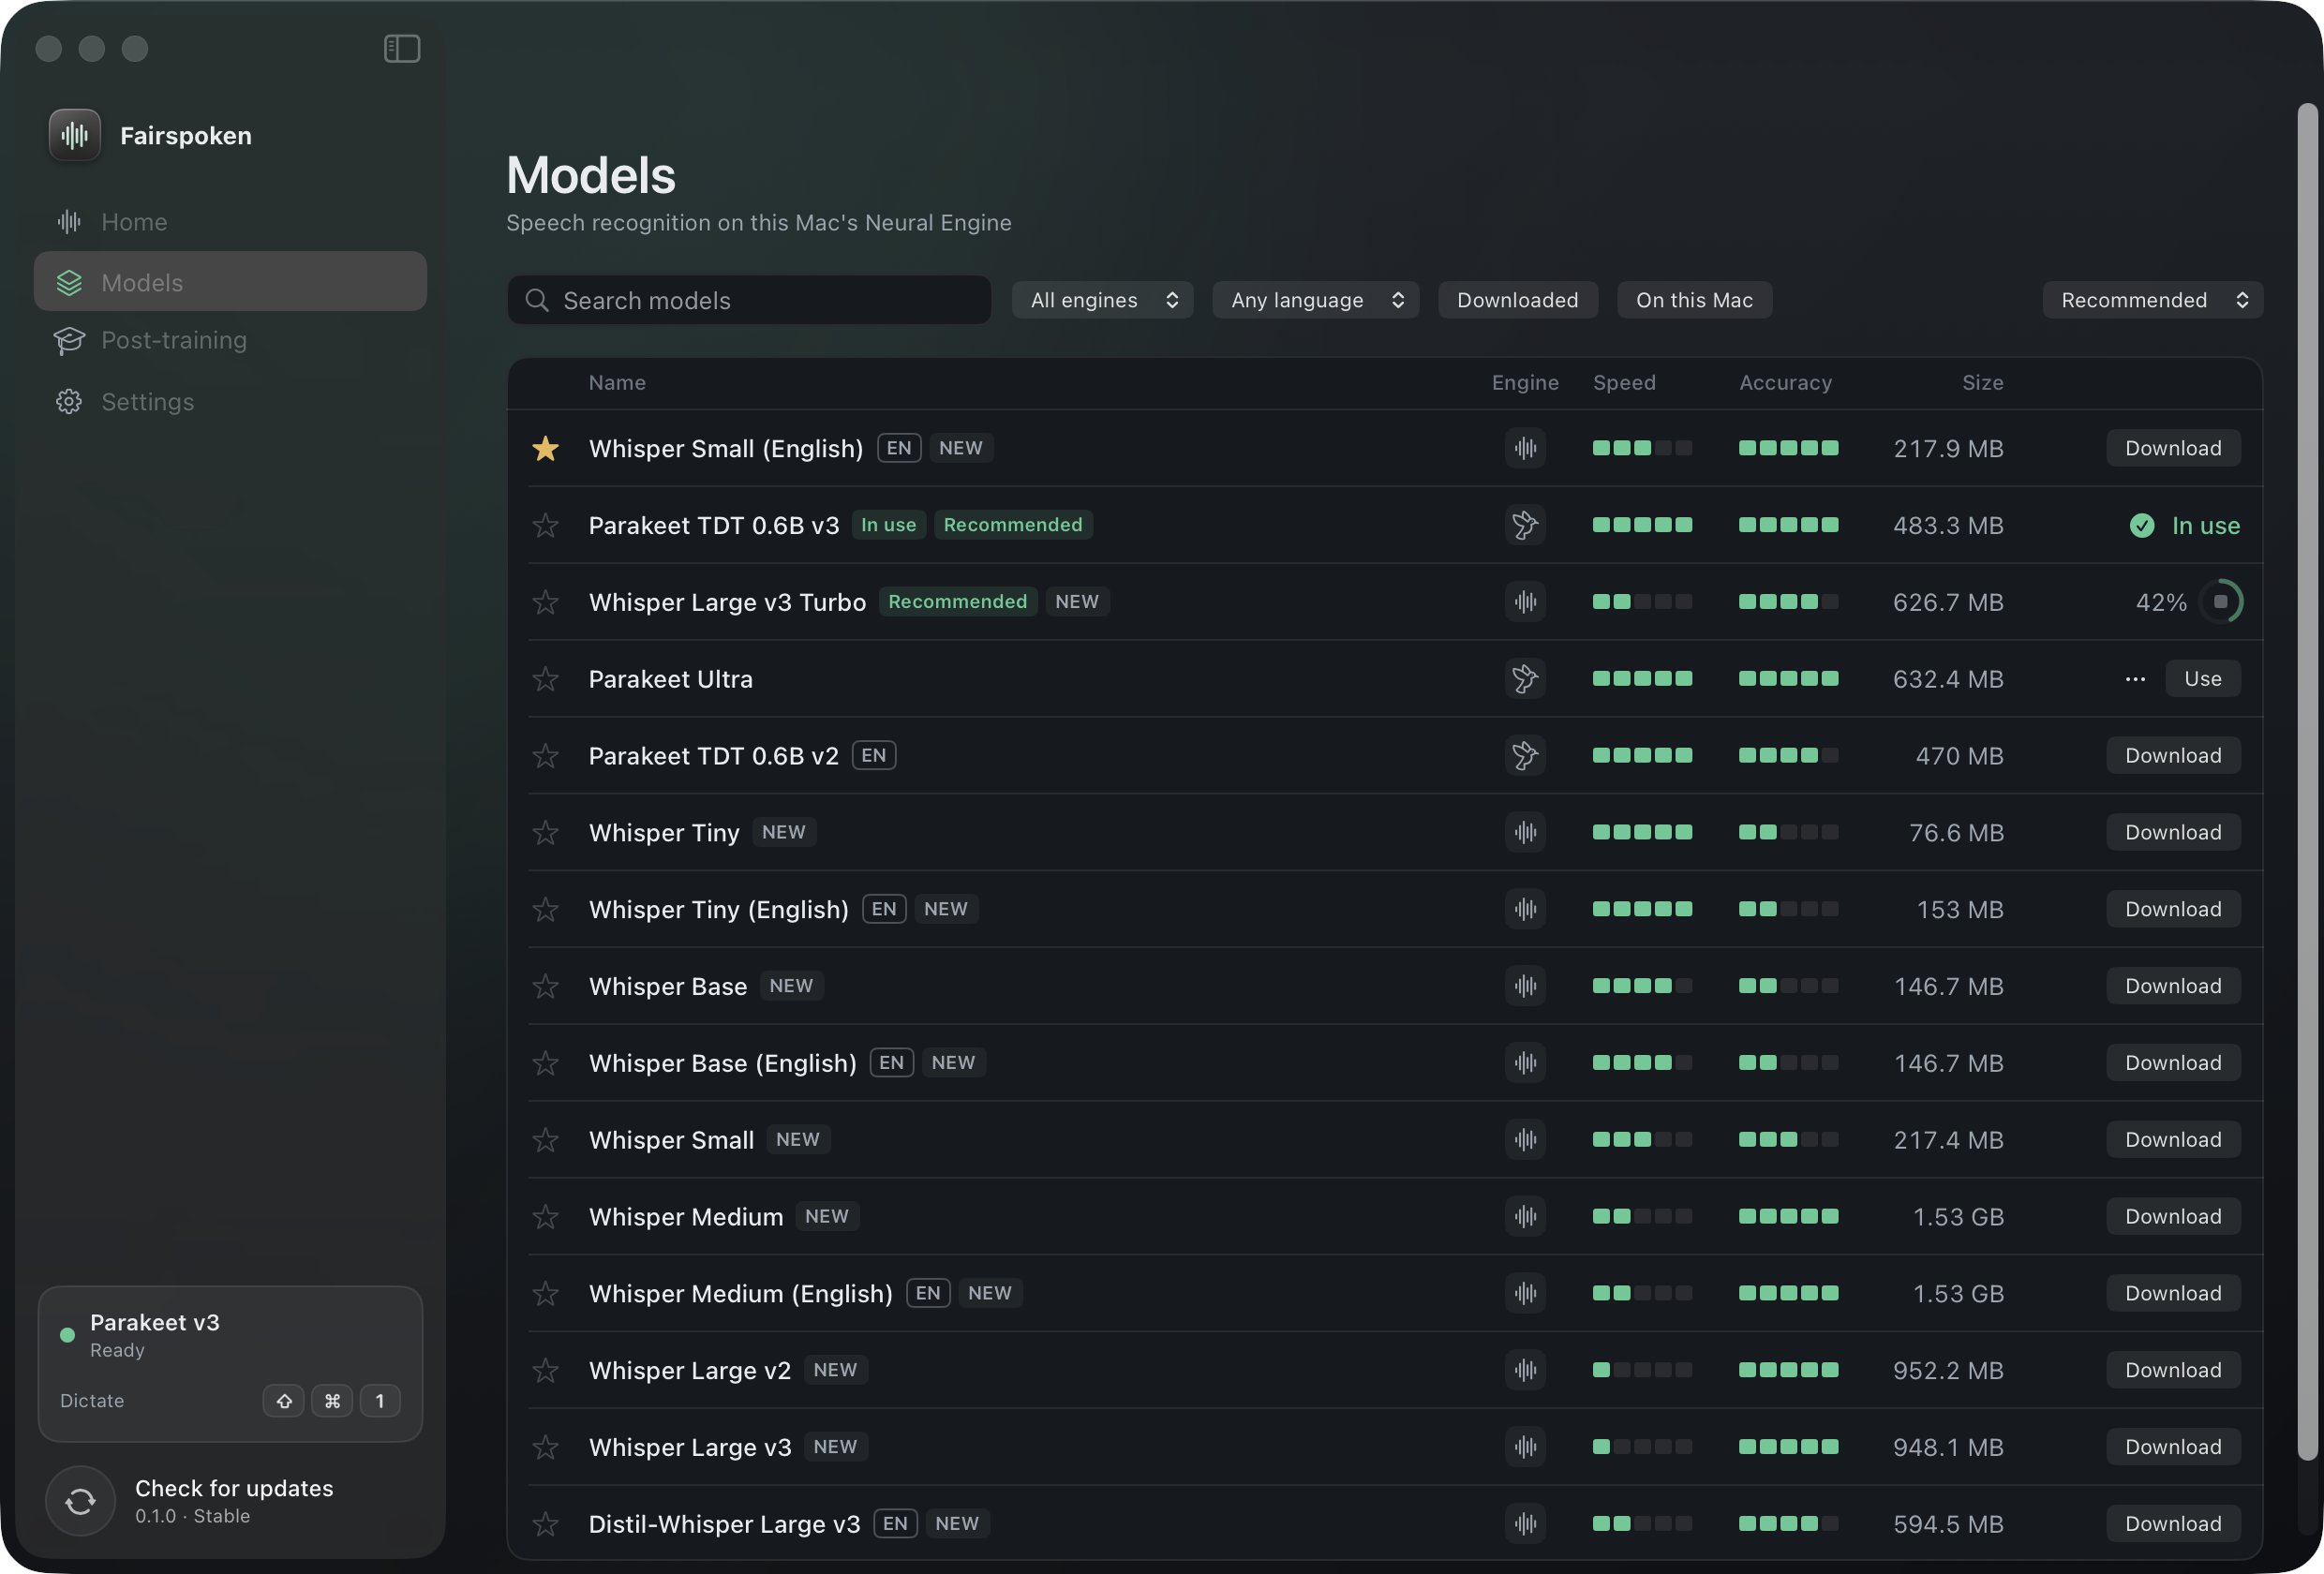 Fairspoken
Home
Models
Post-training
Settings
Parakeet v3
Ready
Dictate ⇧ ⌘ 1
Check for updates
0.1.0 · Stable
Models
Speech recognition on this Mac's Neural Engine
Search models All engines Any language Downloaded On this Mac Recommended
Name Engine Speed Accuracy Size
Whisper Small (English) EN NEW 217.9 MB Download
Parakeet TDT 0.6B v3 In use Recommended 483.3 MB In use
Whisper Large v3 Turbo Recommended NEW 626.7 MB 42%
Parakeet Ultra 632.4 MB ··· Use
Parakeet TDT 0.6B v2 EN 470 MB Download
Whisper Tiny NEW 76.6 MB Download
Whisper Tiny (English) EN NEW 153 MB Download
Whisper Base NEW 146.7 MB Download
Whisper Base (English) EN NEW 146.7 MB Download
Whisper Small NEW 217.4 MB Download
Whisper Medium NEW 1.53 GB Download
Whisper Medium (English) EN NEW 1.53 GB Download
Whisper Large v2 NEW 952.2 MB Download
Whisper Large v3 NEW 948.1 MB Download
Distil-Whisper Large v3 EN NEW 594.5 MB Download